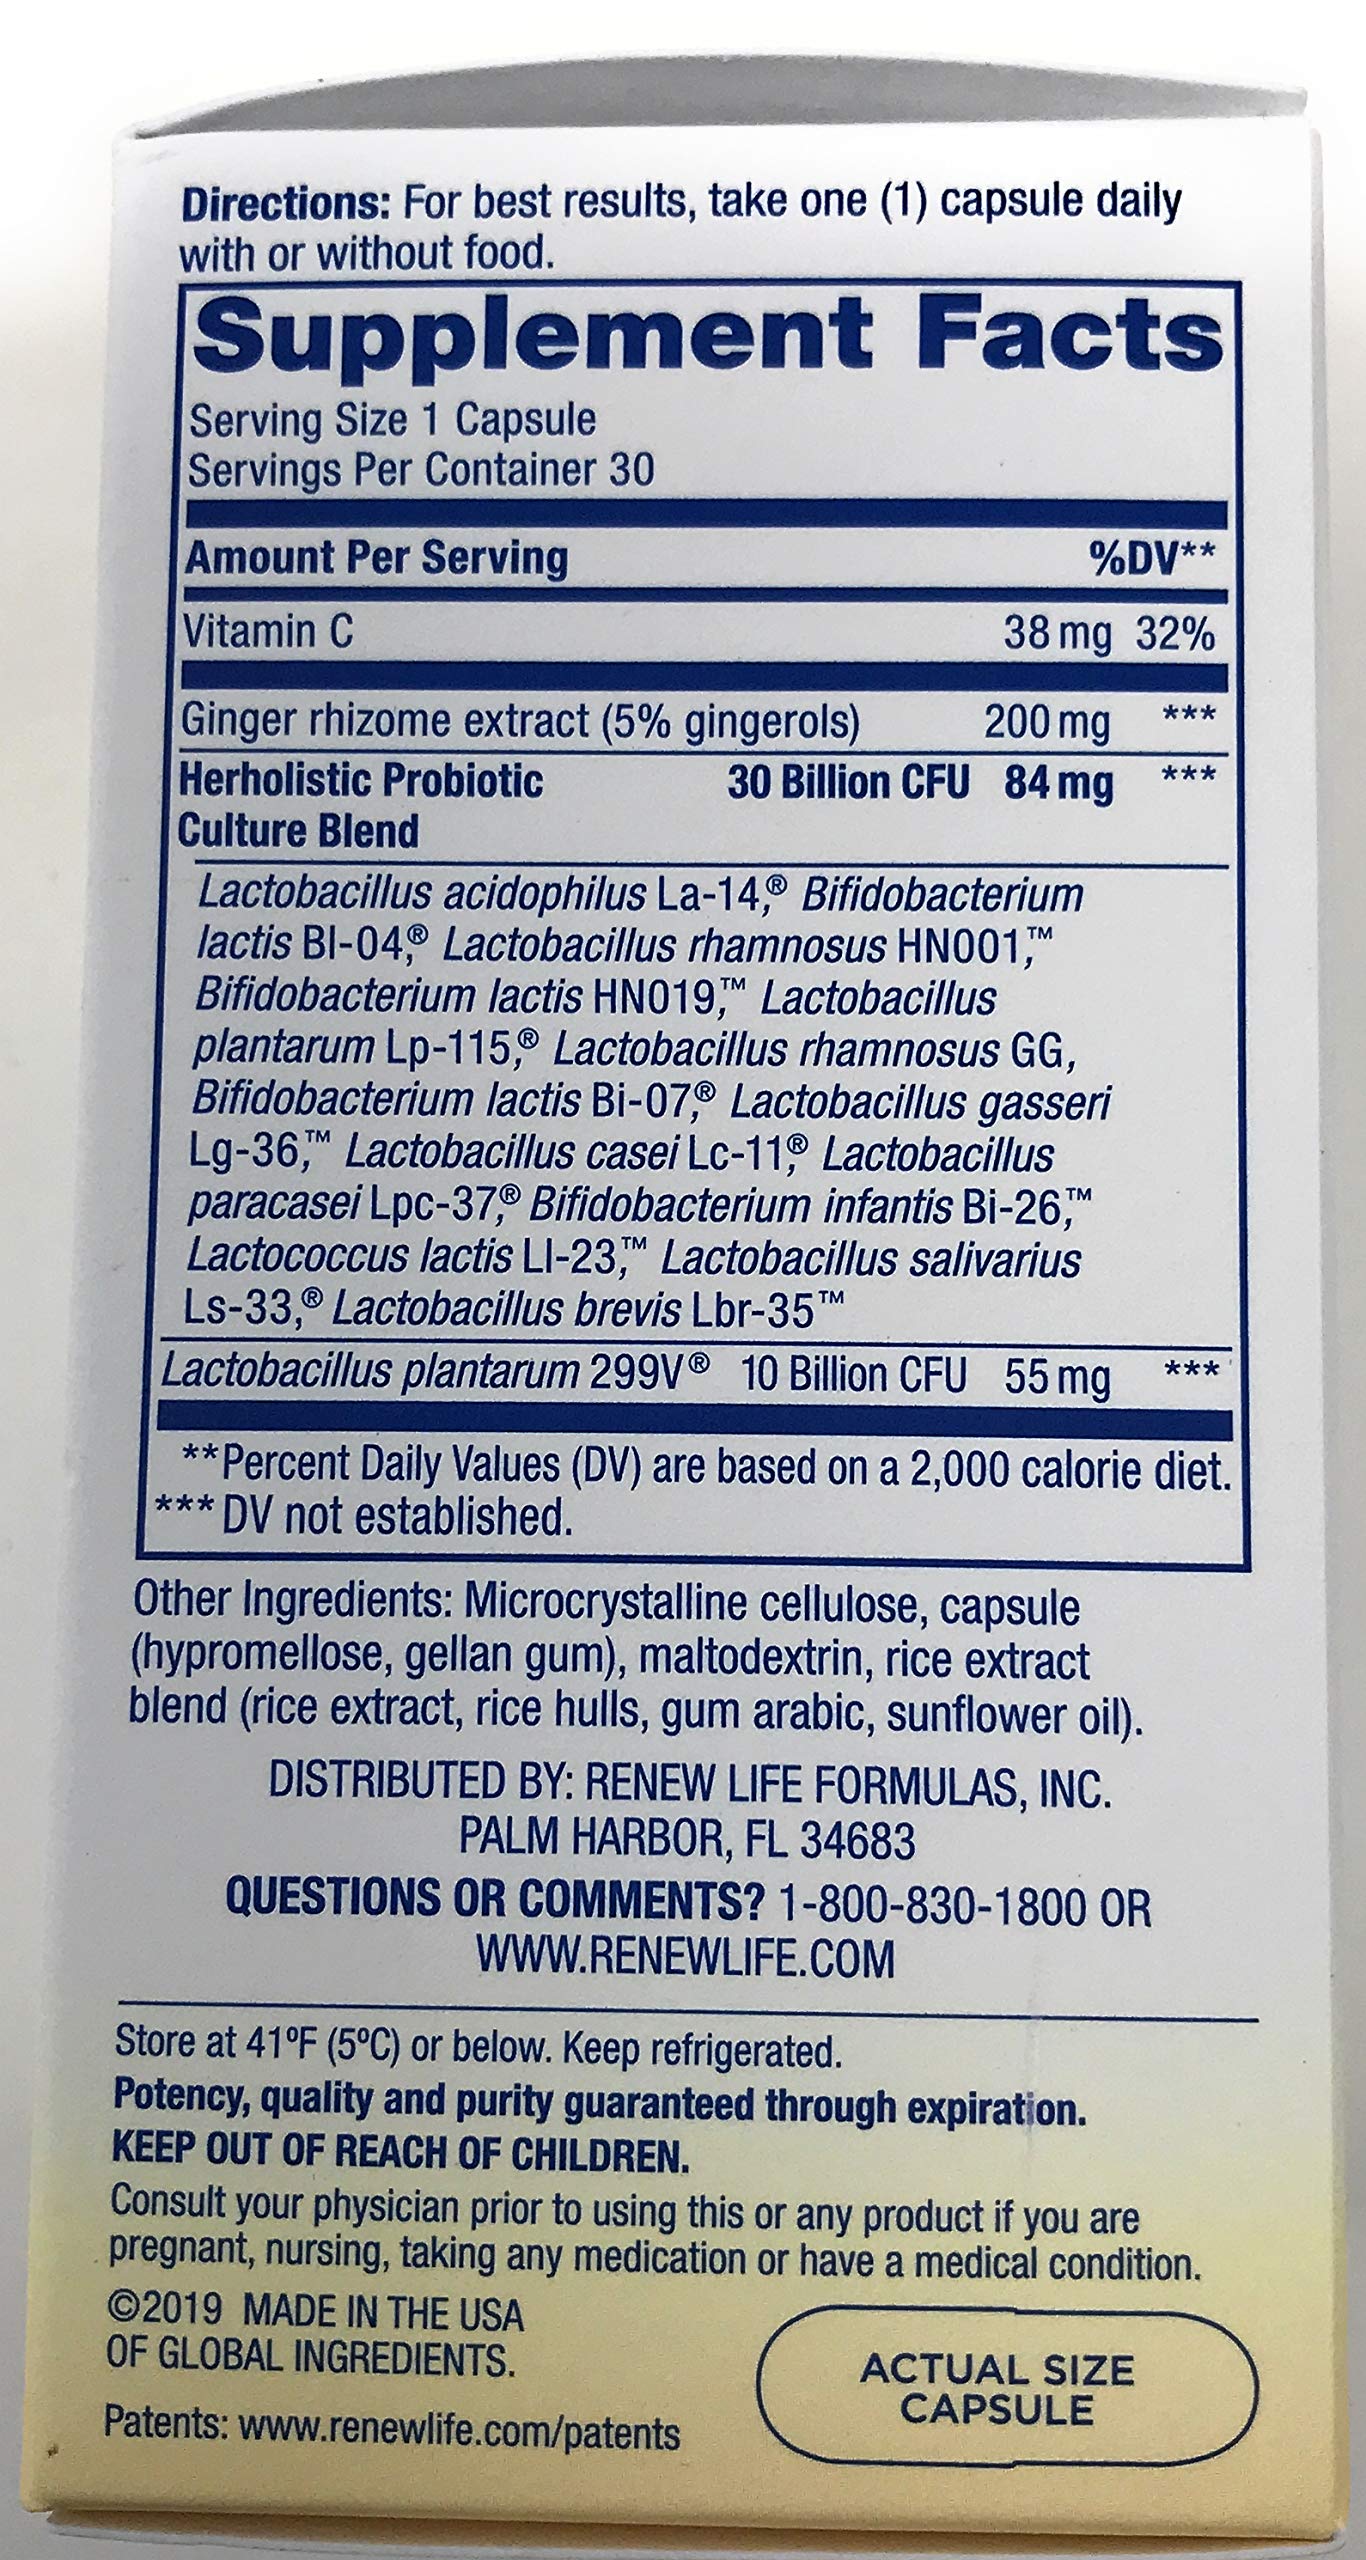 Directions: For best results, take one (1) capsule daily
with or without food.
Supplement Facts
Serving Size 1 Capsule
Servings Per Container 30
Amount Per Serving %DV**
Vitamin C 38 mg 32%
Ginger rhizome extract (5% gingerols) 200 mg ***
Herholistic Probiotic 30 Billion CFU 84 mg ***
Culture Blend
Lactobacillus acidophilus La-14,® Bifidobacterium
lactis Bl-04,® Lactobacillus rhamnosus HN001,™
Bifidobacterium lactis HN019,™ Lactobacillus
plantarum Lp-115,® Lactobacillus rhamnosus GG,
Bifidobacterium lactis Bi-07,® Lactobacillus gasseri
Lg-36,™ Lactobacillus casei Lc-11,® Lactobacillus
paracasei Lpc-37,® Bifidobacterium infantis Bi-26,™
Lactococcus lactis Ll-23,™ Lactobacillus salivarius
Ls-33,® Lactobacillus brevis Lbr-35™
Lactobacillus plantarum 299V® 10 Billion CFU 55 mg ***
**Percent Daily Values (DV) are based on a 2,000 calorie diet.
***DV not established.
Other Ingredients: Microcrystalline cellulose, capsule
(hypromellose, gellan gum), maltodextrin, rice extract
blend (rice extract, rice hulls, gum arabic, sunflower oil).
DISTRIBUTED BY: RENEW LIFE FORMULAS, INC.
PALM HARBOR, FL 34683
QUESTIONS OR COMMENTS? 1-800-830-1800 OR
WWW.RENEWLIFE.COM
Store at 41ºF (5ºC) or below. Keep refrigerated.
Potency, quality and purity guaranteed through expiration.
KEEP OUT OF REACH OF CHILDREN.
Consult your physician prior to using this or any product if you are
pregnant, nursing, taking any medication or have a medical condition.
©2019 MADE IN THE USA
OF GLOBAL INGREDIENTS.
Patents: www.renewlife.com/patents
ACTUAL SIZE
CAPSULE